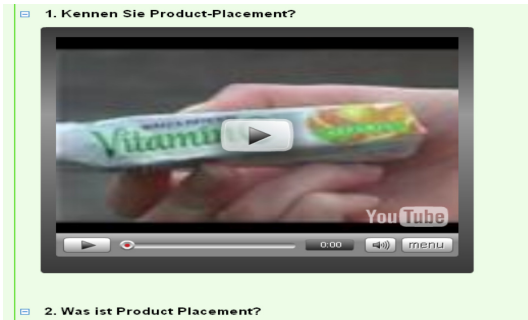 1. Kennen Sie Product-Placement?
Vitamin
YouTube
0:00
menu
2. Was ist Product Placement?